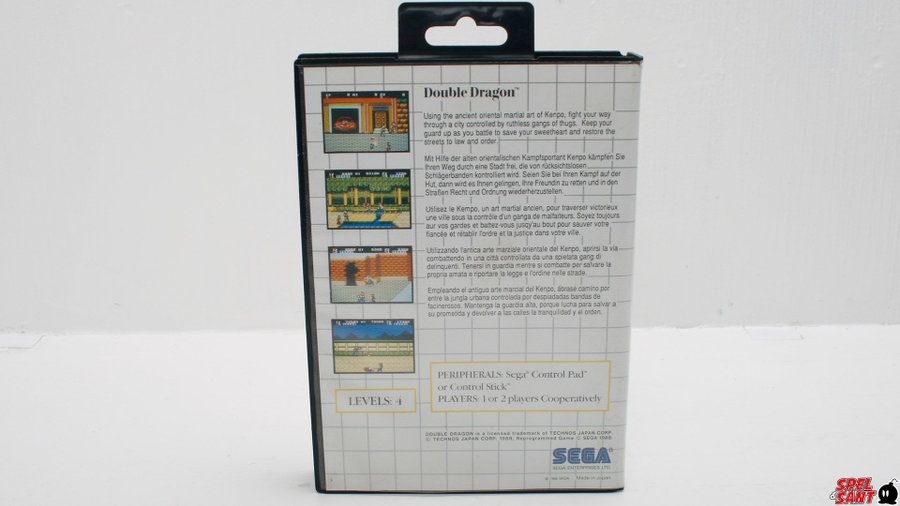 Double Dragon™
Using the ancient oriental martial art of Kenpo, fight your way
through a city controlled by ruthless gangs of thugs. Keep your
guard up as you battle to save your sweetheart and restore the
streets to law and order.
Mit Hilfe der alten orientalischen Kampfsportant Kenpo kämpfen Sie
Ihren Weg durch eine Stadt frei, die von rücksichtslosen
Schlägerbanden kontrolliert wird. Seien Sie bei Ihren Kampf auf der
Hut, dann wird es Ihnen gelingen, Ihre Freundin zu retten und in den
Straßen Recht und Ordnung wiederherzustellen.
Utilisez le Kempo, un art martial ancien, pour traverser victorieux
une ville sous la contrôle d'un ganga de malfaiteurs. Soyez toujours
sur vos gardes et battez-vous jusqu'au bout pour sauver votre
fiancée et rétablir l'ordre et la justice dans votre ville.
Utilizzando l'antica arte marziale orientale del Kenpo, aprirsi la via
combattendo in una città controllata da una spietata gang di
delinquenti. Tenersi in guardia mentre si combatte per salvare la
propria amata e riportare la legge e l'ordine nelle strade.
Empleando el antiguo arte marcial del Kenpo, ábrase camino por
entre la jungla urbana controlada por despiadadas bandas de
facinerosos. Mantenga la guardia alta, porque lucha para salvar a
su prometida y devolver a las calles la tranquilidad y el orden.
PERIPHERALS: Sega® Control Pad™
or Control Stick™
PLAYERS: 1 or 2 players Cooperatively
LEVELS: 4
DOUBLE DRAGON is a licensed trademark of TECHNOS JAPAN CORP.
© TECHNOS JAPAN CORP. 1988, Reprogrammed Game © SEGA 1988.
SEGA®
SEGA ENTERPRISES LTD.
© 1988 SEGA Made in Japan
SPEL
SANT